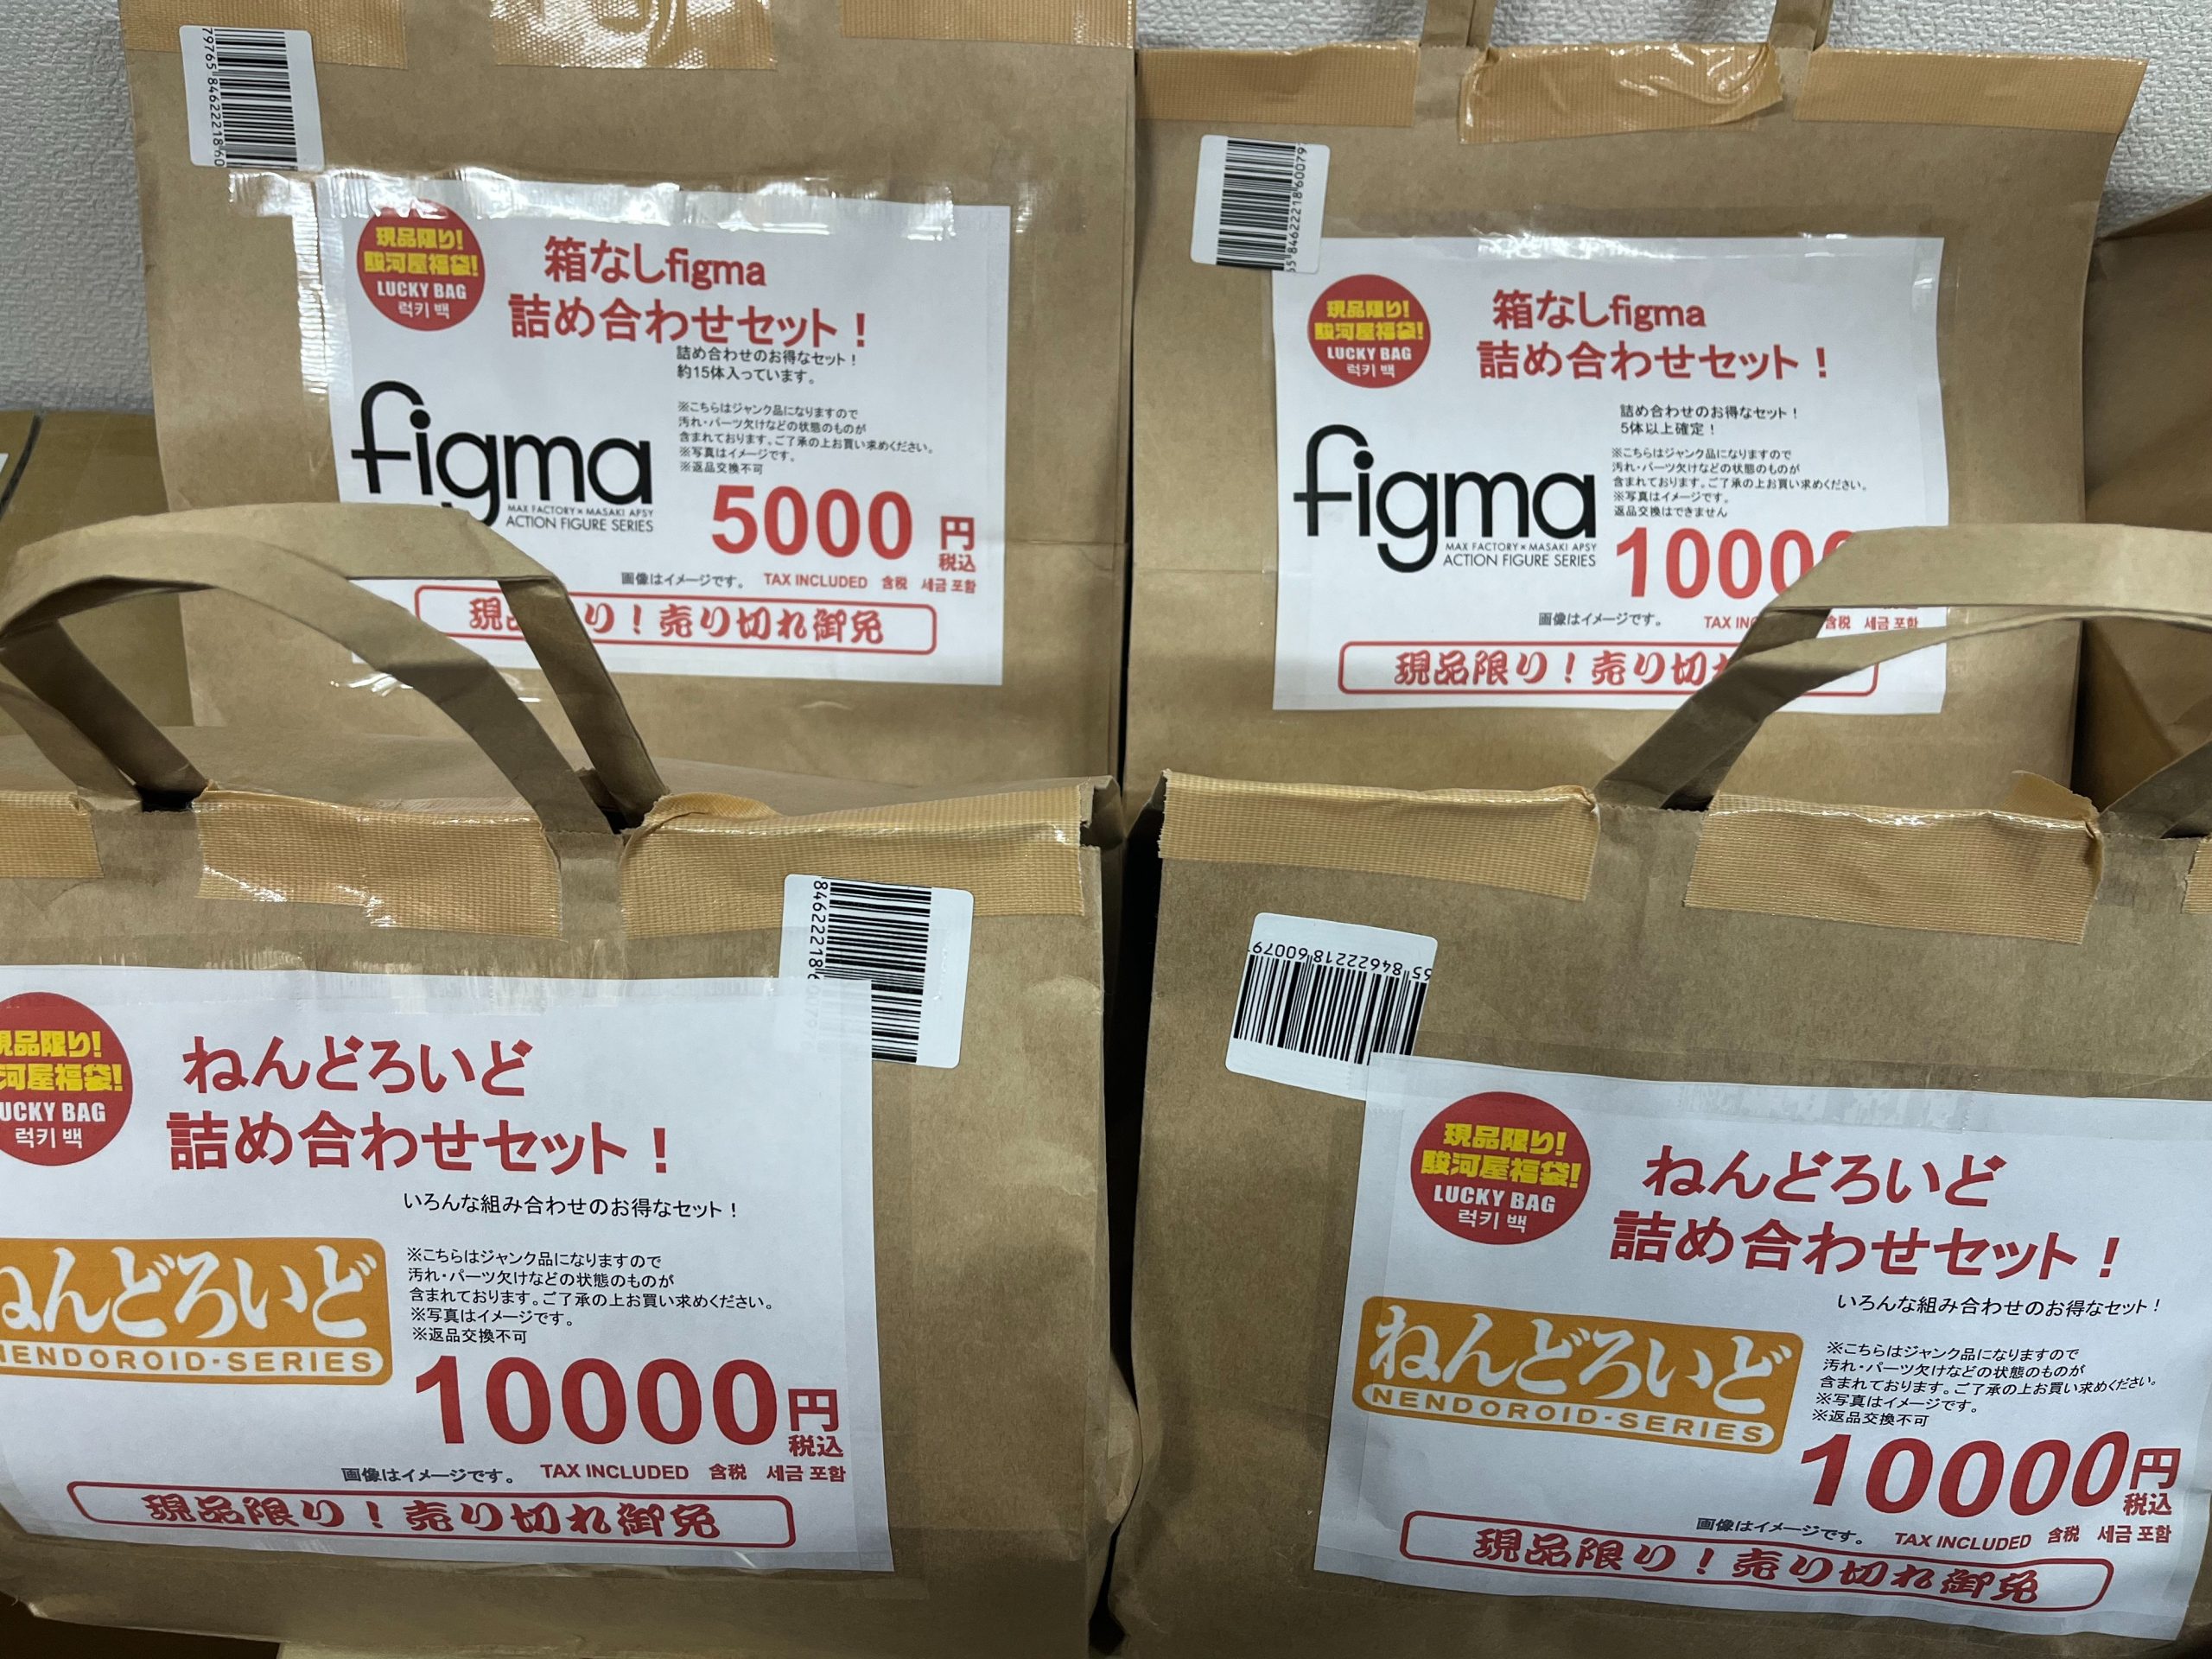 79765 84622218 60
現品限り!
駿河屋福袋!
LUCKY BAG
럭키 백
箱なしfigma
詰め合わせセット！
詰め合わせのお得なセット！
約15体入っています。
※こちらはジャンク品になりますので
汚れ・パーツ欠けなどの状態のものが
含まれております。ご了承の上お買い求めください。
※写真はイメージです。
※返品交換不可
figma
MAX FACTORY×MASAKI APSY
ACTION FIGURE SERIES
5000円
税込
画像はイメージです。 TAX INCLUDED 含税 세금 포함
現 り！売り切れ御免
65 84622218 60079
現品限り!
駿河屋福袋!
LUCKY BAG
럭키 백
箱なしfigma
詰め合わせセット！
詰め合わせのお得なセット！
5体以上確定！
※こちらはジャンク品になりますので
汚れ・パーツ欠けなどの状態のものが
含まれております。ご了承の上お買い求めください。
※写真はイメージです。
返品交換はできません
figma
MAX FACTORY×MASAKI APSY
ACTION FIGURE SERIES
10000
画像はイメージです。 TAX INC 含税 세금 포함
現品限り！売り切れ
84622218
現品限り!
河屋福袋!
UCKY BAG
럭키 백
ねんどろいど
詰め合わせセット！
いろんな組み合わせのお得なセット！
※こちらはジャンク品になりますので
汚れ・パーツ欠けなどの状態のものが
含まれております。ご了承の上お買い求めください。
※写真はイメージです。
※返品交換不可
ねんどろいど
NENDOROID-SERIES
10000円
税込
画像はイメージです。 TAX INCLUDED 含税 세금 포함
現品限り！売り切れ御免
65 84622218 60079
現品限り!
駿河屋福袋!
LUCKY BAG
럭키 백
ねんどろいど
詰め合わせセット！
いろんな組み合わせのお得なセット！
※こちらはジャンク品になりますので
汚れ・パーツ欠けなどの状態のものが
含まれております。ご了承の上お買い求めください。
※写真はイメージです。
※返品交換不可
ねんどろいど
NENDOROID-SERIES
10000円
税込
画像はイメージです。 TAX INCLUDED 含税 세금 포함
現品限り！売り切れ御免